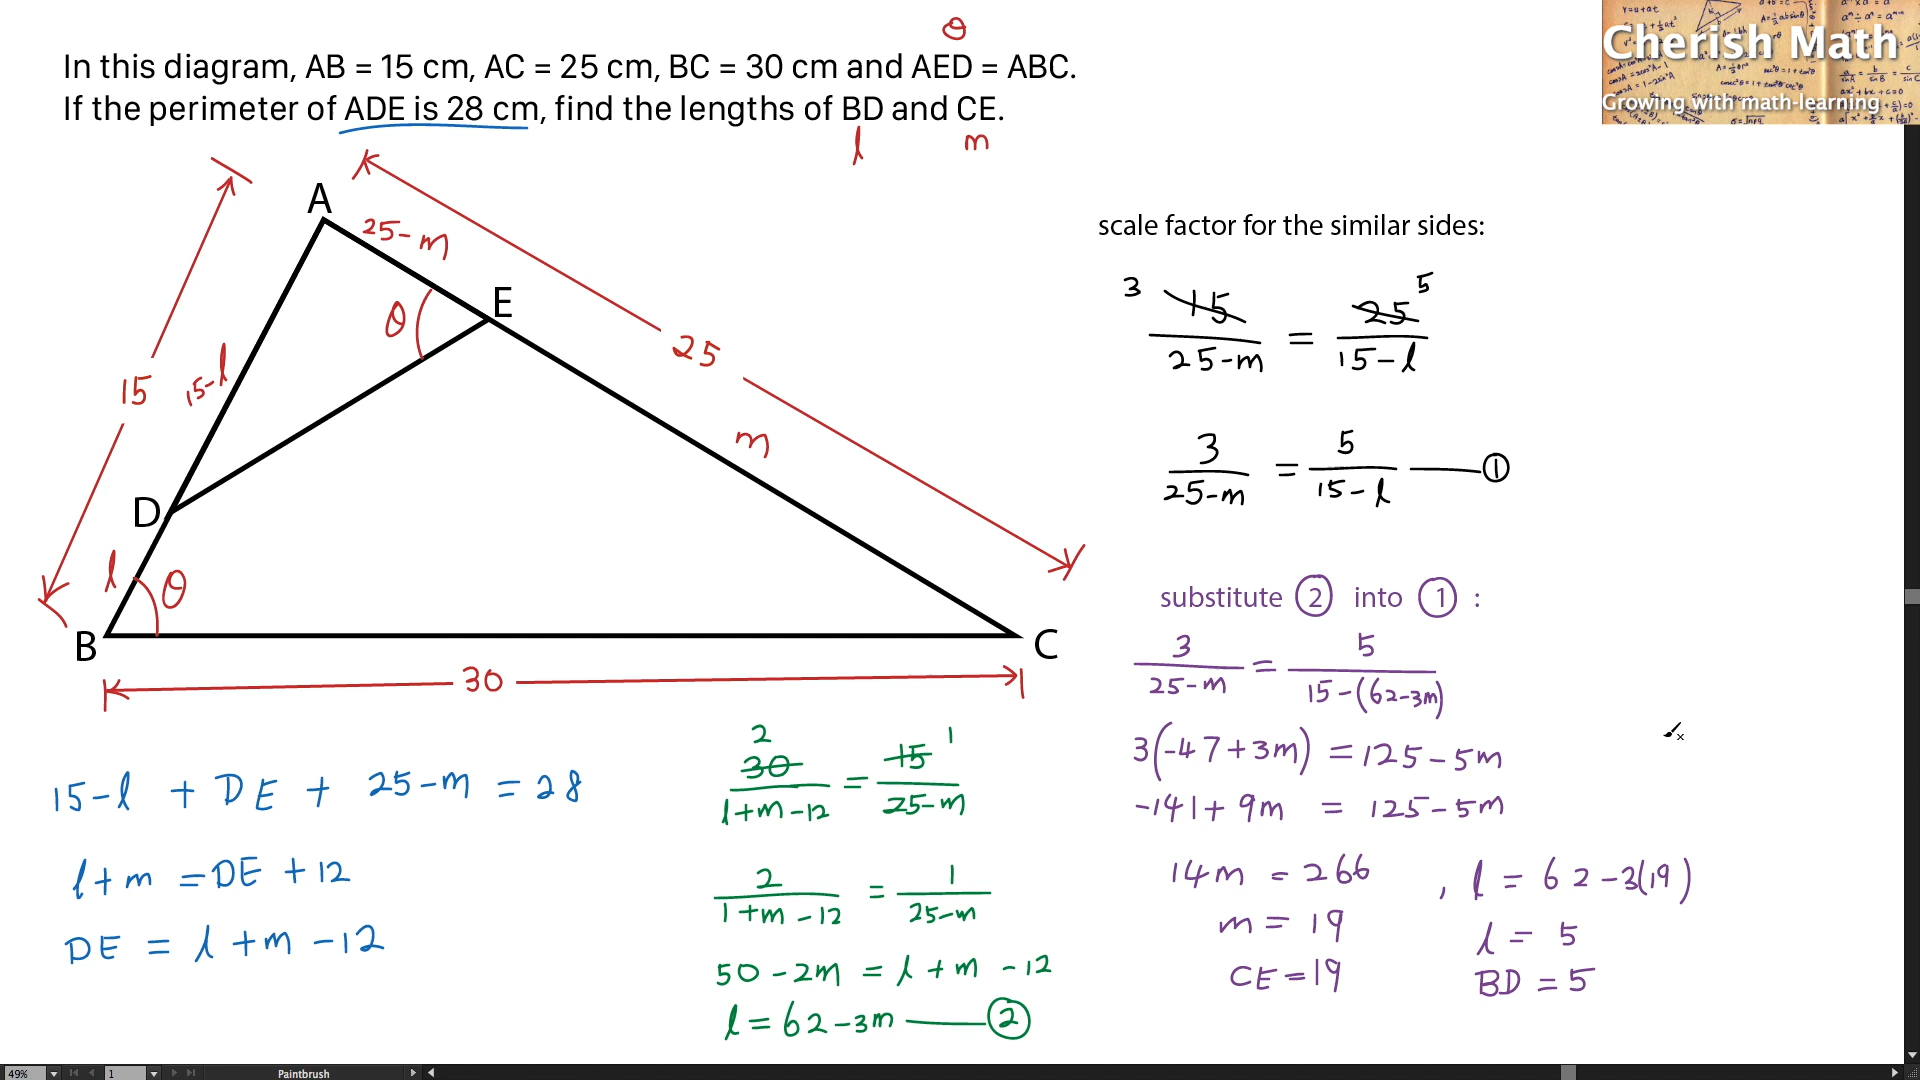 θ
In this diagram, AB = 15 cm, AC = 25 cm, BC = 30 cm and AED = ABC.
If the perimeter of ADE is 28 cm, find the lengths of BD and CE.
l m
Cherish Math
Growing with math-learning
A
25-m
E
θ
25
15
15-l
m
D
l
θ
B
C
30
15-l + DE + 25-m = 28
l+m = DE + 12
DE = l+m -12
2 1
30/(l+m-12) = 15/(25-m)
2/(l+m-12) = 1/(25-m)
50-2m = l+m -12
l = 62-3m —— ②
scale factor for the similar sides:
3 5
15/(25-m) = 25/(15-l)
3/(25-m) = 5/(15-l) —— ①
substitute ② into ① :
3/(25-m) = 5/(15-(62-3m))
3(-47+3m) = 125-5m
-141+9m = 125-5m
14m = 266 , l = 62-3(19)
m = 19 l = 5
CE = 19 BD = 5
49% 1 Paintbrush